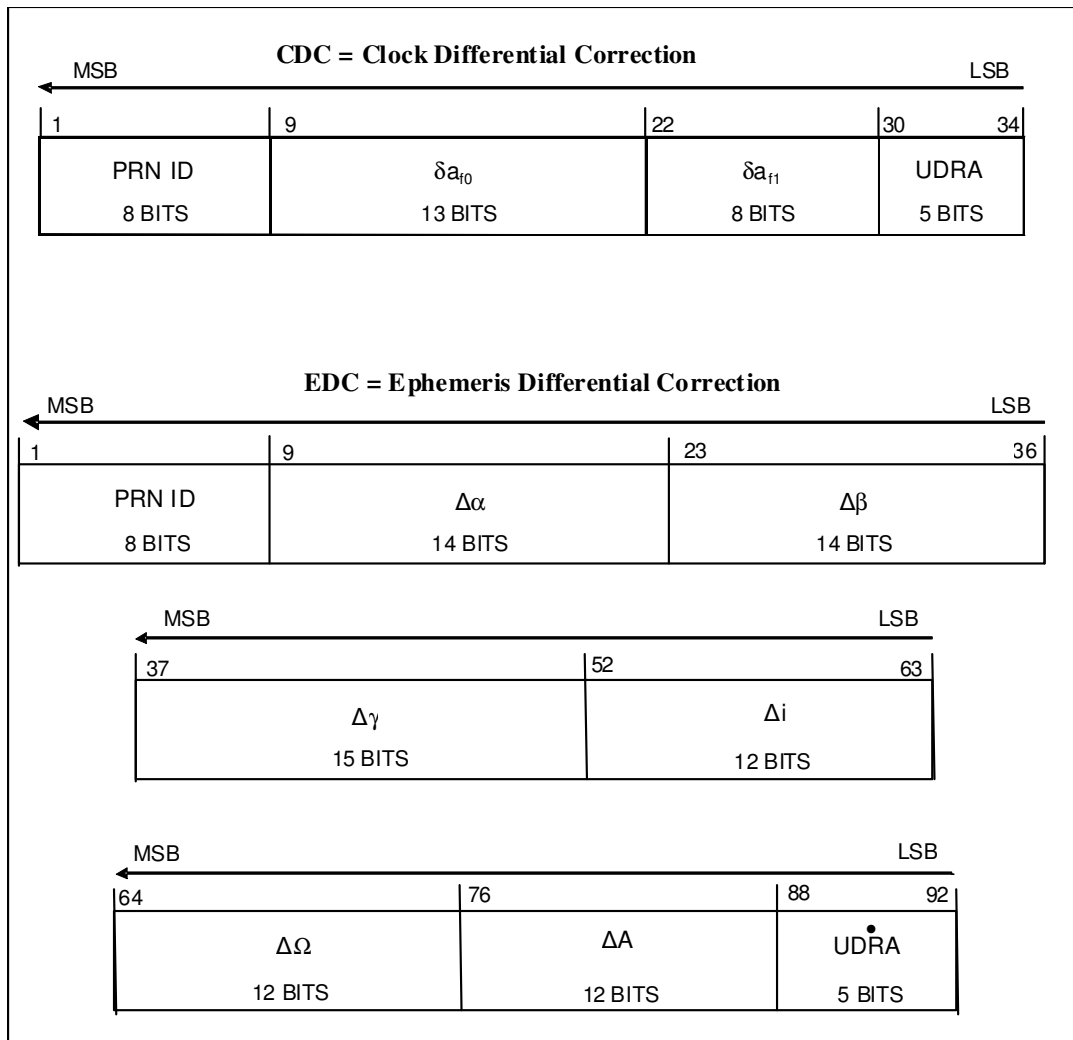 CDC = Clock Differential Correction
MSB LSB
1 9 22 30 34
PRN ID δaf0 δaf1 UDRA
8 BITS 13 BITS 8 BITS 5 BITS
EDC = Ephemeris Differential Correction
MSB LSB
1 9 23 36
PRN ID Δα Δβ
8 BITS 14 BITS 14 BITS
MSB LSB
37 52 63
Δγ Δi
15 BITS 12 BITS
MSB LSB
64 76 88 92
ΔΩ ΔA UDṘA
12 BITS 12 BITS 5 BITS